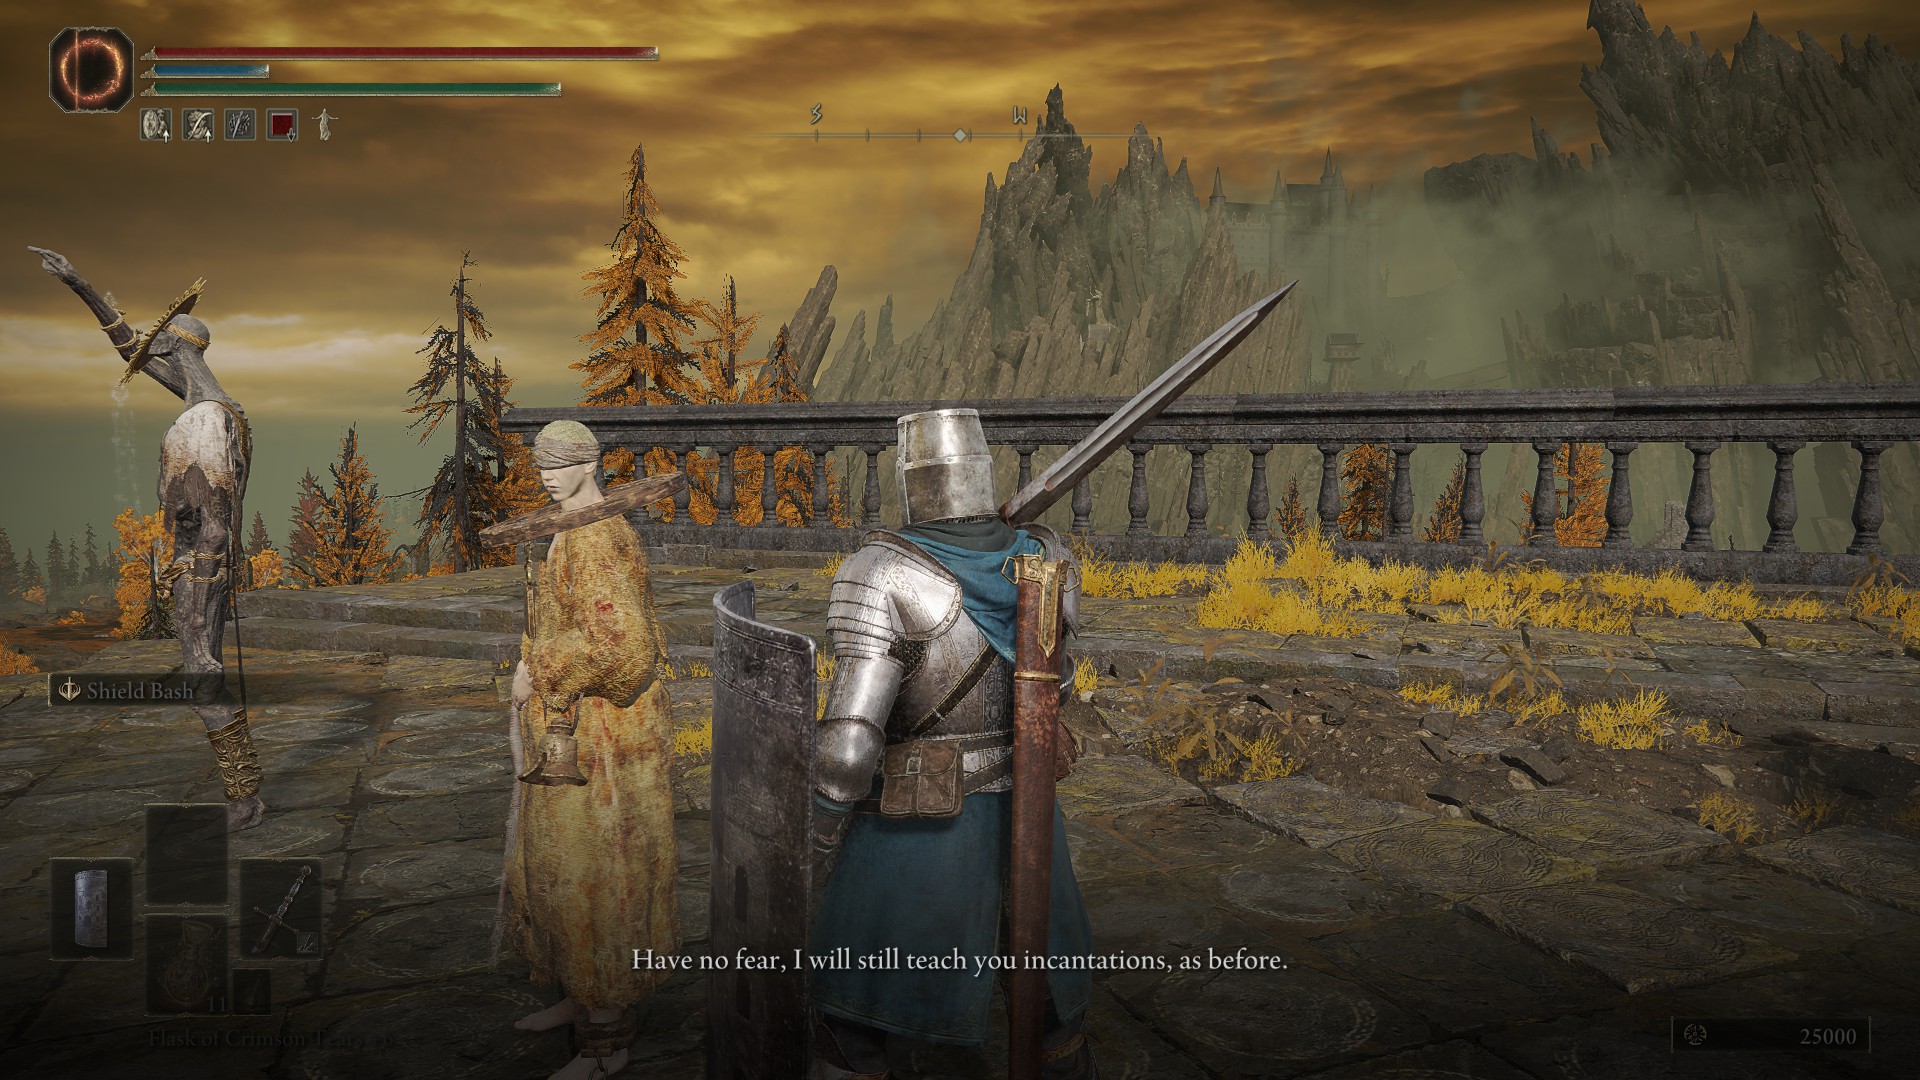 S
W
Shield Bash
Have no fear, I will still teach you incantations, as before.
11
Flask of Crimson Tears
25000